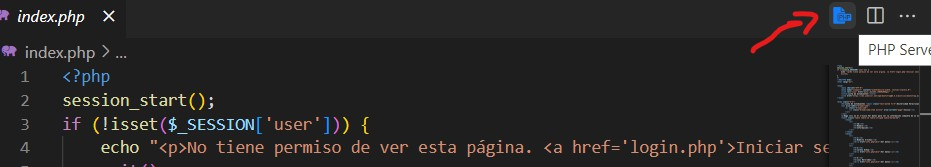 index.php
index.php > ...
PHP Serve
1 <?php
2 session_start();
3 if (!isset($_SESSION['user'])) {
4 echo "<p>No tiene permiso de ver esta página. <a href='login.php'>Iniciar se